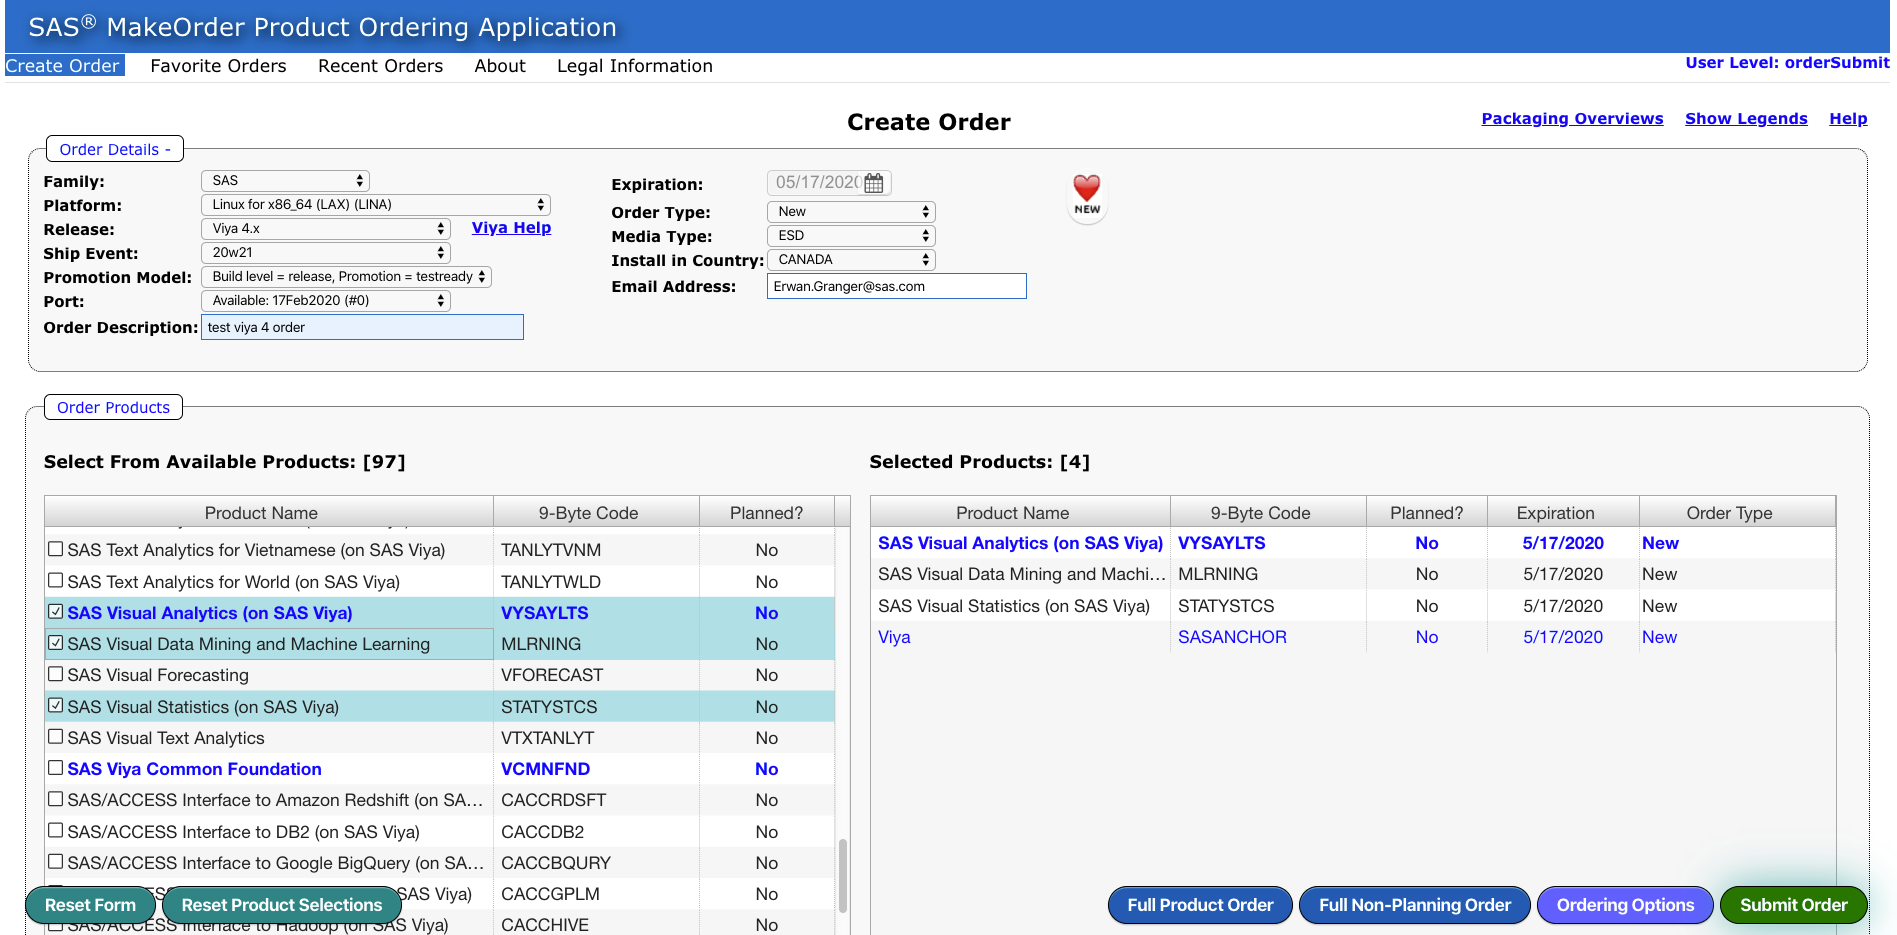 SAS® MakeOrder Product Ordering Application
Create Order Favorite Orders Recent Orders About Legal Information
User Level: orderSubmit
Create Order
Packaging Overviews Show Legends Help
Order Details -
Family: SAS
Platform: Linux for x86_64 (LAX) (LINA)
Release: Viya 4.x Viya Help
Ship Event: 20w21
Promotion Model: Build level = release, Promotion = testready
Port: Available: 17Feb2020 (#0)
Order Description: test viya 4 order
Expiration: 05/17/2020
Order Type: New
Media Type: ESD
Install in Country: CANADA
Email Address: Erwan.Granger@sas.com
NEW
Order Products
Select From Available Products: [97]
Product Name 9-Byte Code Planned?
SAS Text Analytics for Vietnamese (on SAS Viya) TANLYTVNM No
SAS Text Analytics for World (on SAS Viya) TANLYTWLD No
SAS Visual Analytics (on SAS Viya) VYSAYLTS No
SAS Visual Data Mining and Machine Learning MLRNING No
SAS Visual Forecasting VFORECAST No
SAS Visual Statistics (on SAS Viya) STATYSTCS No
SAS Visual Text Analytics VTXTANLYT No
SAS Viya Common Foundation VCMNFND No
SAS/ACCESS Interface to Amazon Redshift (on SA... CACCRDSFT No
SAS/ACCESS Interface to DB2 (on SAS Viya) CACCDB2 No
SAS/ACCESS Interface to Google BigQuery (on SA... CACCBQURY No
SAS Viya) CACCGPLM No
SAS/ACCESS Interface to Hadoop (on SAS Viya) CACCHIVE No
Selected Products: [4]
Product Name 9-Byte Code Planned? Expiration Order Type
SAS Visual Analytics (on SAS Viya) VYSAYLTS No 5/17/2020 New
SAS Visual Data Mining and Machi... MLRNING No 5/17/2020 New
SAS Visual Statistics (on SAS Viya) STATYSTCS No 5/17/2020 New
Viya SASANCHOR No 5/17/2020 New
Reset Form Reset Product Selections Full Product Order Full Non-Planning Order Ordering Options Submit Order